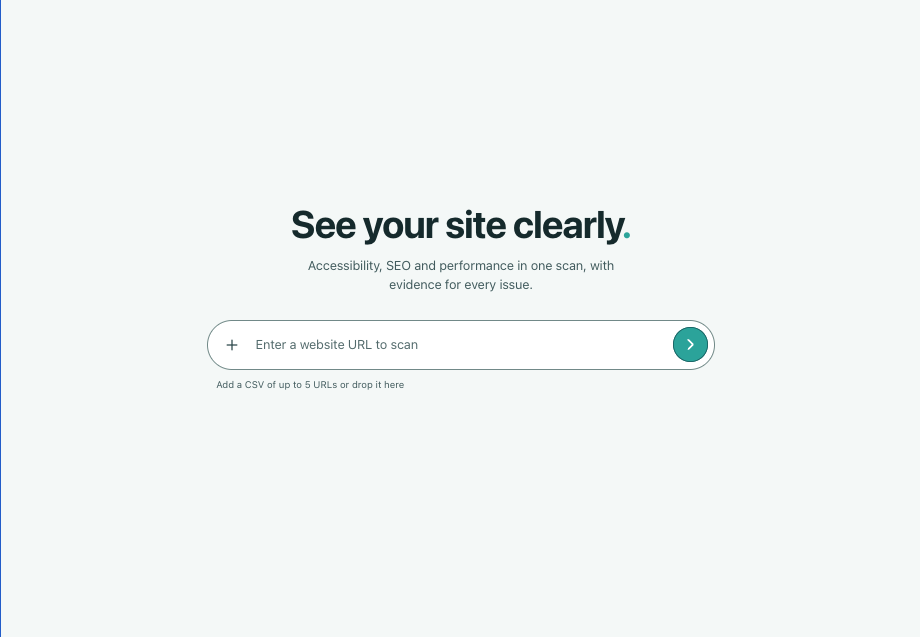 See your site clearly.
Accessibility, SEO and performance in one scan, with
evidence for every issue.
Enter a website URL to scan
Add a CSV of up to 5 URLs or drop it here